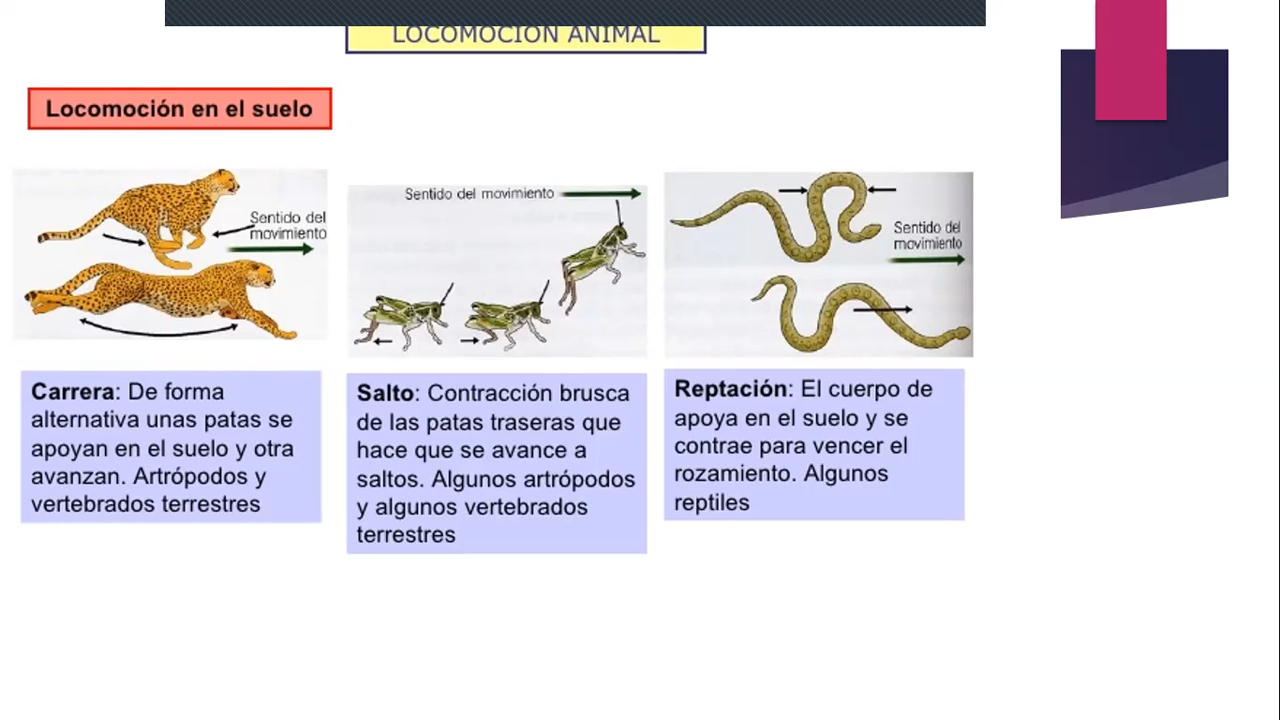 LOCOMOCIÓN ANIMAL
Locomoción en el suelo
Sentido del
movimiento
Sentido del movimiento
Sentido del
movimiento
Carrera: De forma
alternativa unas patas se
apoyan en el suelo y otra
avanzan. Artrópodos y
vertebrados terrestres
Salto: Contracción brusca
de las patas traseras que
hace que se avance a
saltos. Algunos artrópodos
y algunos vertebrados
terrestres
Reptación: El cuerpo de
apoya en el suelo y se
contrae para vencer el
rozamiento. Algunos
reptiles